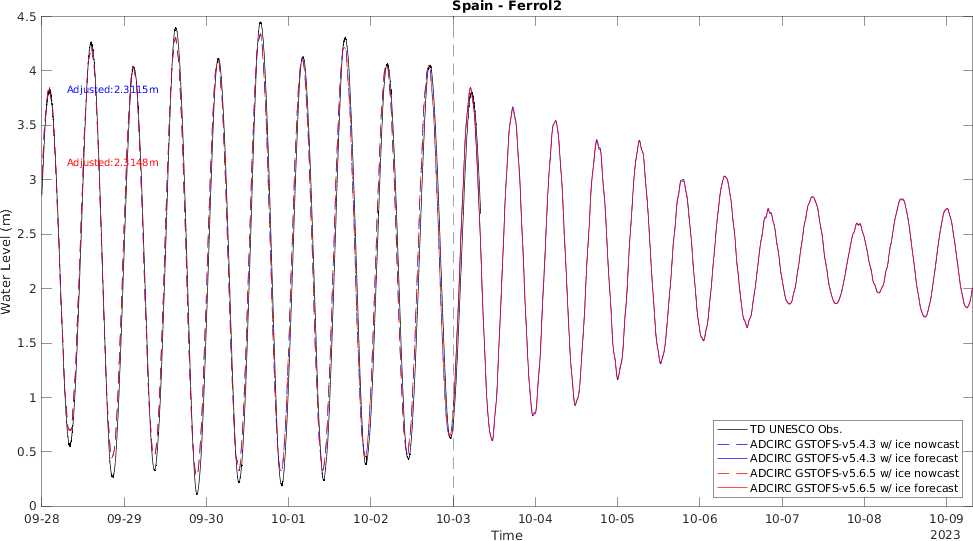 Spain - Ferrol2
4.5
4
3.5
3
2.5
2
1.5
1
0.5
0
Water Level (m)
Adjusted:2.3115m
Adjusted:2.3148m
TD UNESCO Obs.
ADCIRC GSTOFS-v5.4.3 w/ ice nowcast
ADCIRC GSTOFS-v5.4.3 w/ ice forecast
ADCIRC GSTOFS-v5.6.5 w/ ice nowcast
ADCIRC GSTOFS-v5.6.5 w/ ice forecast
09-28 09-29 09-30 10-01 10-02 10-03 10-04 10-05 10-06 10-07 10-08 10-09
Time
2023